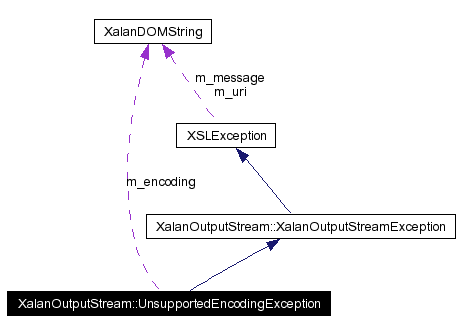 XalanDOMString
m_message
m_uri
XSLException
m_encoding
XalanOutputStream::XalanOutputStreamException
XalanOutputStream::UnsupportedEncodingException